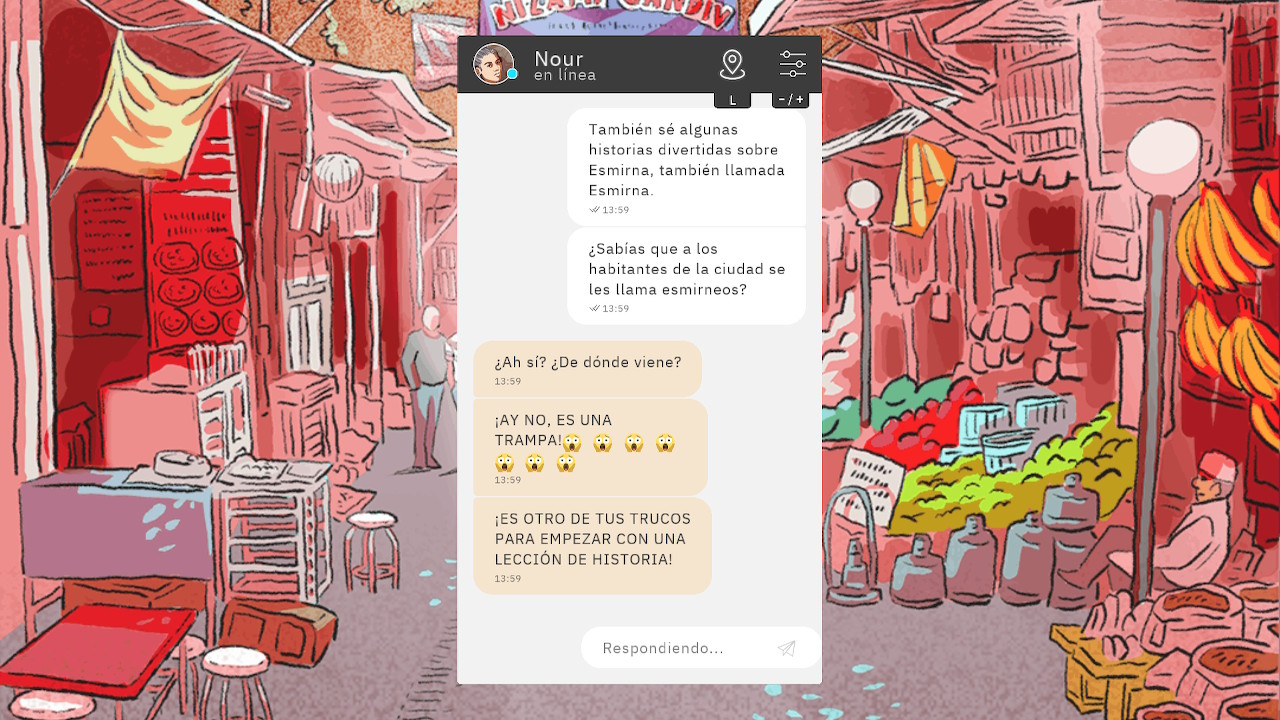 Nour
en línea
L
- / +
También sé algunas
historias divertidas sobre
Esmirna, también llamada
Esmirna.
13:59
¿Sabías que a los
habitantes de la ciudad se
les llama esmirneos?
13:59
¿Ah sí? ¿De dónde viene?
13:59
¡AY NO, ES UNA
TRAMPA!😱 😱 😱 😱
😱 😱 😱
13:59
¡ES OTRO DE TUS TRUCOS
PARA EMPEZAR CON UNA
LECCIÓN DE HISTORIA!
13:59
Respondiendo...